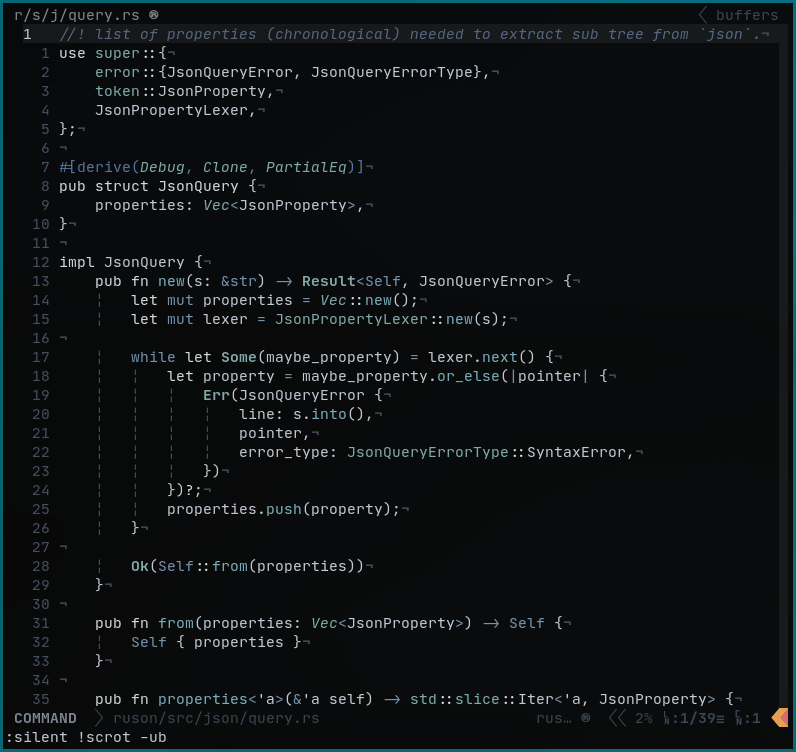 r/s/j/query.rs ® buffers
1 //! list of properties (chronological) needed to extract sub tree from `json`.¬
1 use super::{¬
2     error::{JsonQueryError, JsonQueryErrorType},¬
3     token::JsonProperty,¬
4     JsonPropertyLexer,¬
5 };¬
6 ¬
7 #[derive(Debug, Clone, PartialEq)]¬
8 pub struct JsonQuery {¬
9     properties: Vec<JsonProperty>,¬
10 }¬
11 ¬
12 impl JsonQuery {¬
13     pub fn new(s: &str) -> Result<Self, JsonQueryError> {¬
14     ¦   let mut properties = Vec::new();¬
15     ¦   let mut lexer = JsonPropertyLexer::new(s);¬
16 ¬
17     ¦   while let Some(maybe_property) = lexer.next() {¬
18     ¦   ¦   let property = maybe_property.or_else(|pointer| {¬
19     ¦   ¦   ¦   Err(JsonQueryError {¬
20     ¦   ¦   ¦   ¦   line: s.into(),¬
21     ¦   ¦   ¦   ¦   pointer,¬
22     ¦   ¦   ¦   ¦   error_type: JsonQueryErrorType::SyntaxError,¬
23     ¦   ¦   ¦   })¬
24     ¦   ¦   })?;¬
25     ¦   ¦   properties.push(property);¬
26     ¦   }¬
27 ¬
28     ¦   Ok(Self::from(properties))¬
29     }¬
30 ¬
31     pub fn from(properties: Vec<JsonProperty>) -> Self {¬
32     ¦   Self { properties }¬
33     }¬
34 ¬
35     pub fn properties<'a>(&'a self) -> std::slice::Iter<'a, JsonProperty> {¬
COMMAND ruson/src/json/query.rs rus… ® 2% :1/39≡ :1
:silent !scrot -ub